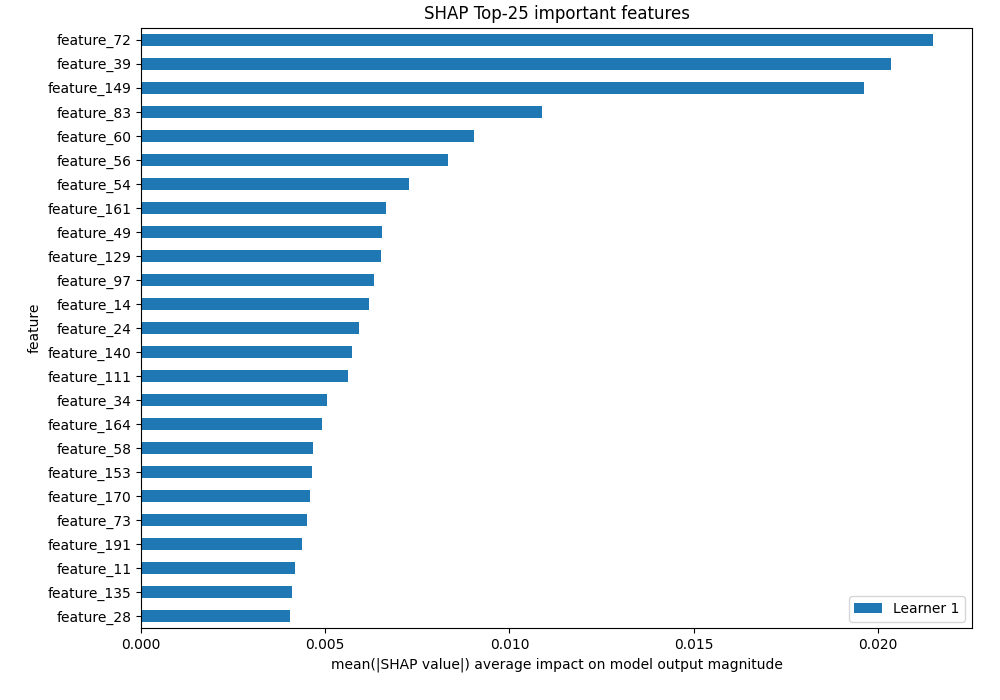 SHAP Top-25 important features
feature_72
feature_39
feature_149
feature_83
feature_60
feature_56
feature_54
feature_161
feature_49
feature_129
feature_97
feature_14
feature_24
feature_140
feature_111
feature_34
feature_164
feature_58
feature_153
feature_170
feature_73
feature_191
feature_11
feature_135
feature_28
feature
Learner 1
0.000 0.005 0.010 0.015 0.020
mean(|SHAP value|) average impact on model output magnitude